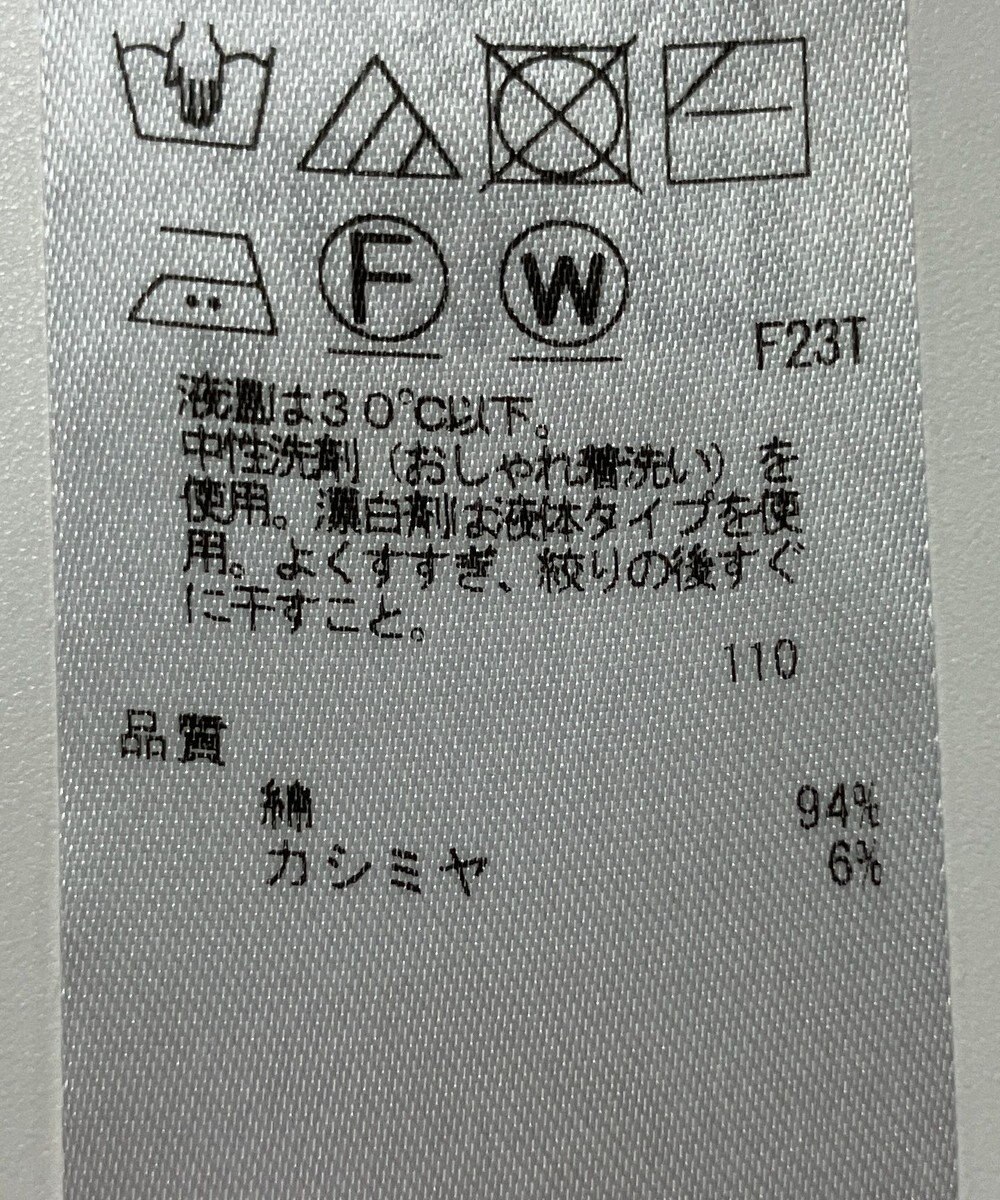 F
W
F23T
液温は30℃以下。
中性洗剤（おしゃれ着洗い）を
使用。漂白剤は液体タイプを使
用。よくすすぎ、絞りの後すぐ
に干すこと。
110
品質
綿 94%
カシミヤ 6%